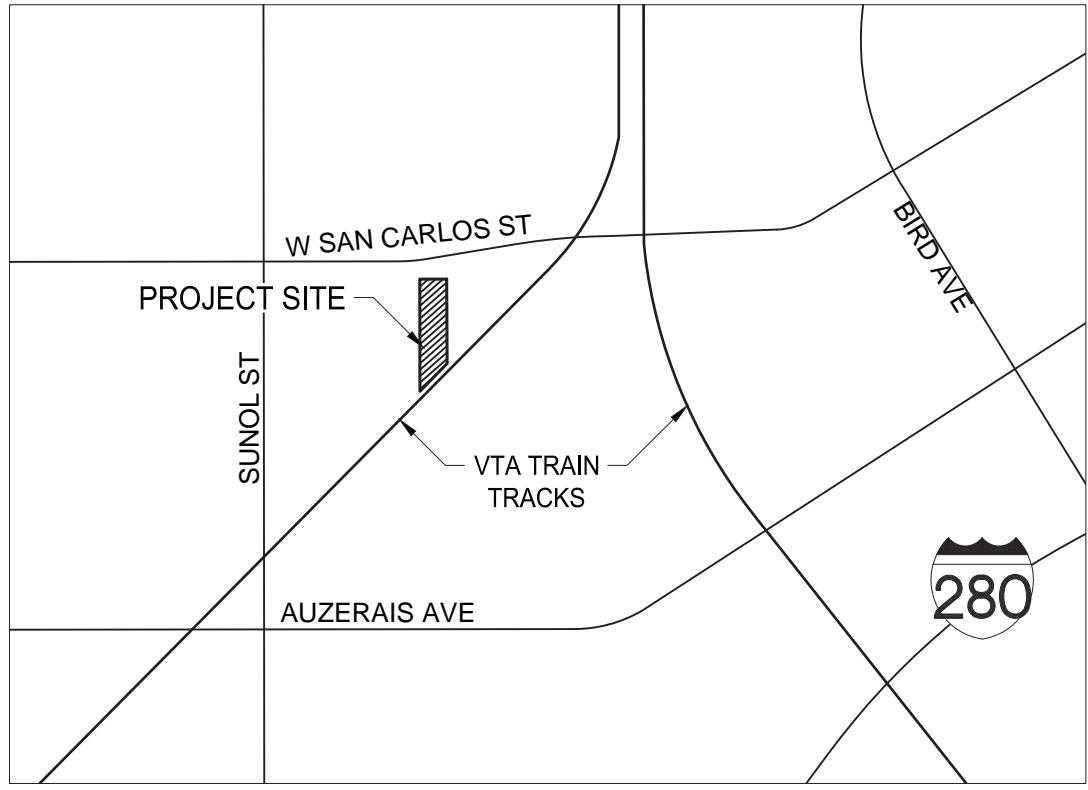 W SAN CARLOS ST
BIRD AVE
PROJECT SITE
SUNOL ST
VTA TRAIN
TRACKS
280
AUZERAIS AVE